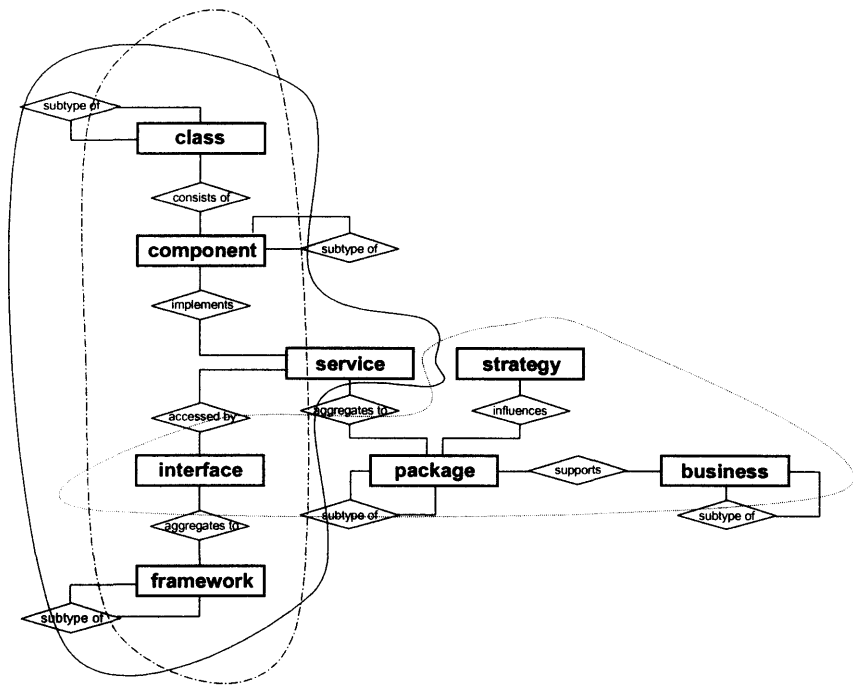 subtype of
class
consists of
component
subtype of
implements
service
strategy
accessed by
aggregates to
influences
interface
package
supports
business
aggregates to
subtype of
subtype of
framework
subtype of